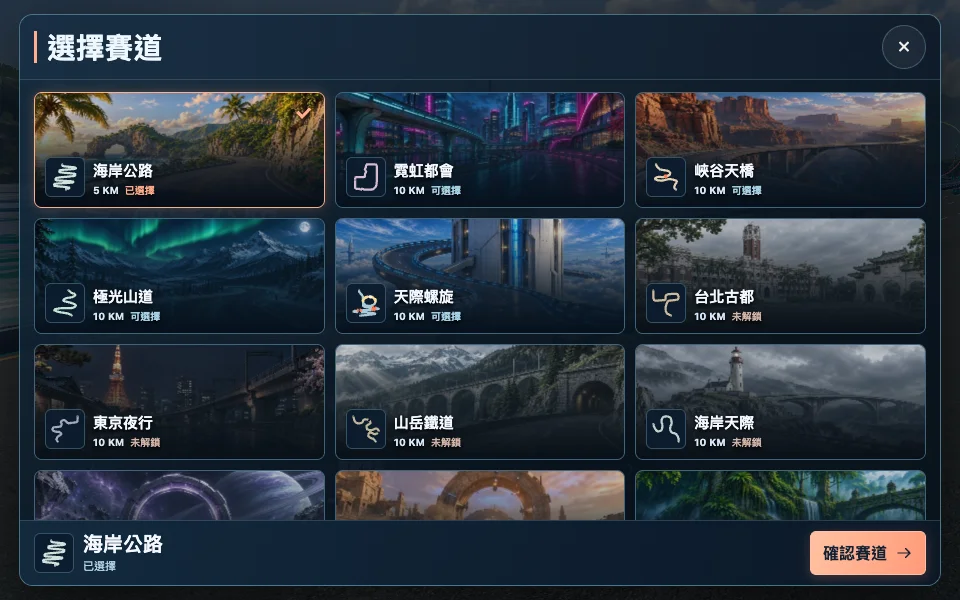 選擇賽道
海岸公路
5 KM 已選擇
霓虹都會
10 KM 可選擇
峽谷天橋
10 KM 可選擇
極光山道
10 KM 可選擇
天際螺旋
10 KM 可選擇
台北古都
10 KM 未解鎖
東京夜行
10 KM 未解鎖
山岳鐵道
10 KM 未解鎖
海岸天際
10 KM 未解鎖
海岸公路
已選擇
確認賽道 →